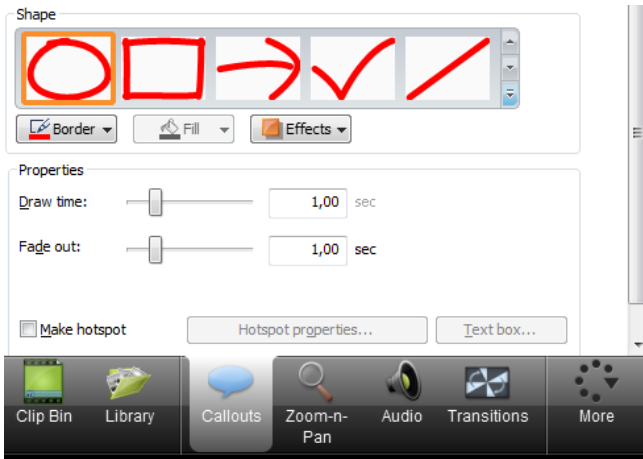 Shape
Border Fill Effects
Properties
Draw time: 1,00 sec
Fade out: 1,00 sec
Make hotspot Hotspot properties... Text box...
Clip Bin Library Callouts Zoom-n- Audio Transitions More
Pan